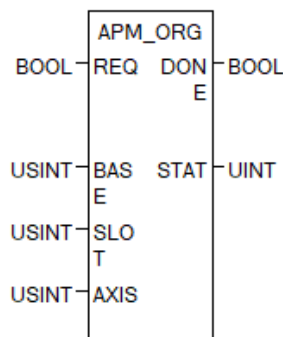 APM_ORG
BOOL REQ DON BOOL
E
USINT BAS STAT UINT
E
USINT SLO
T
USINT AXIS